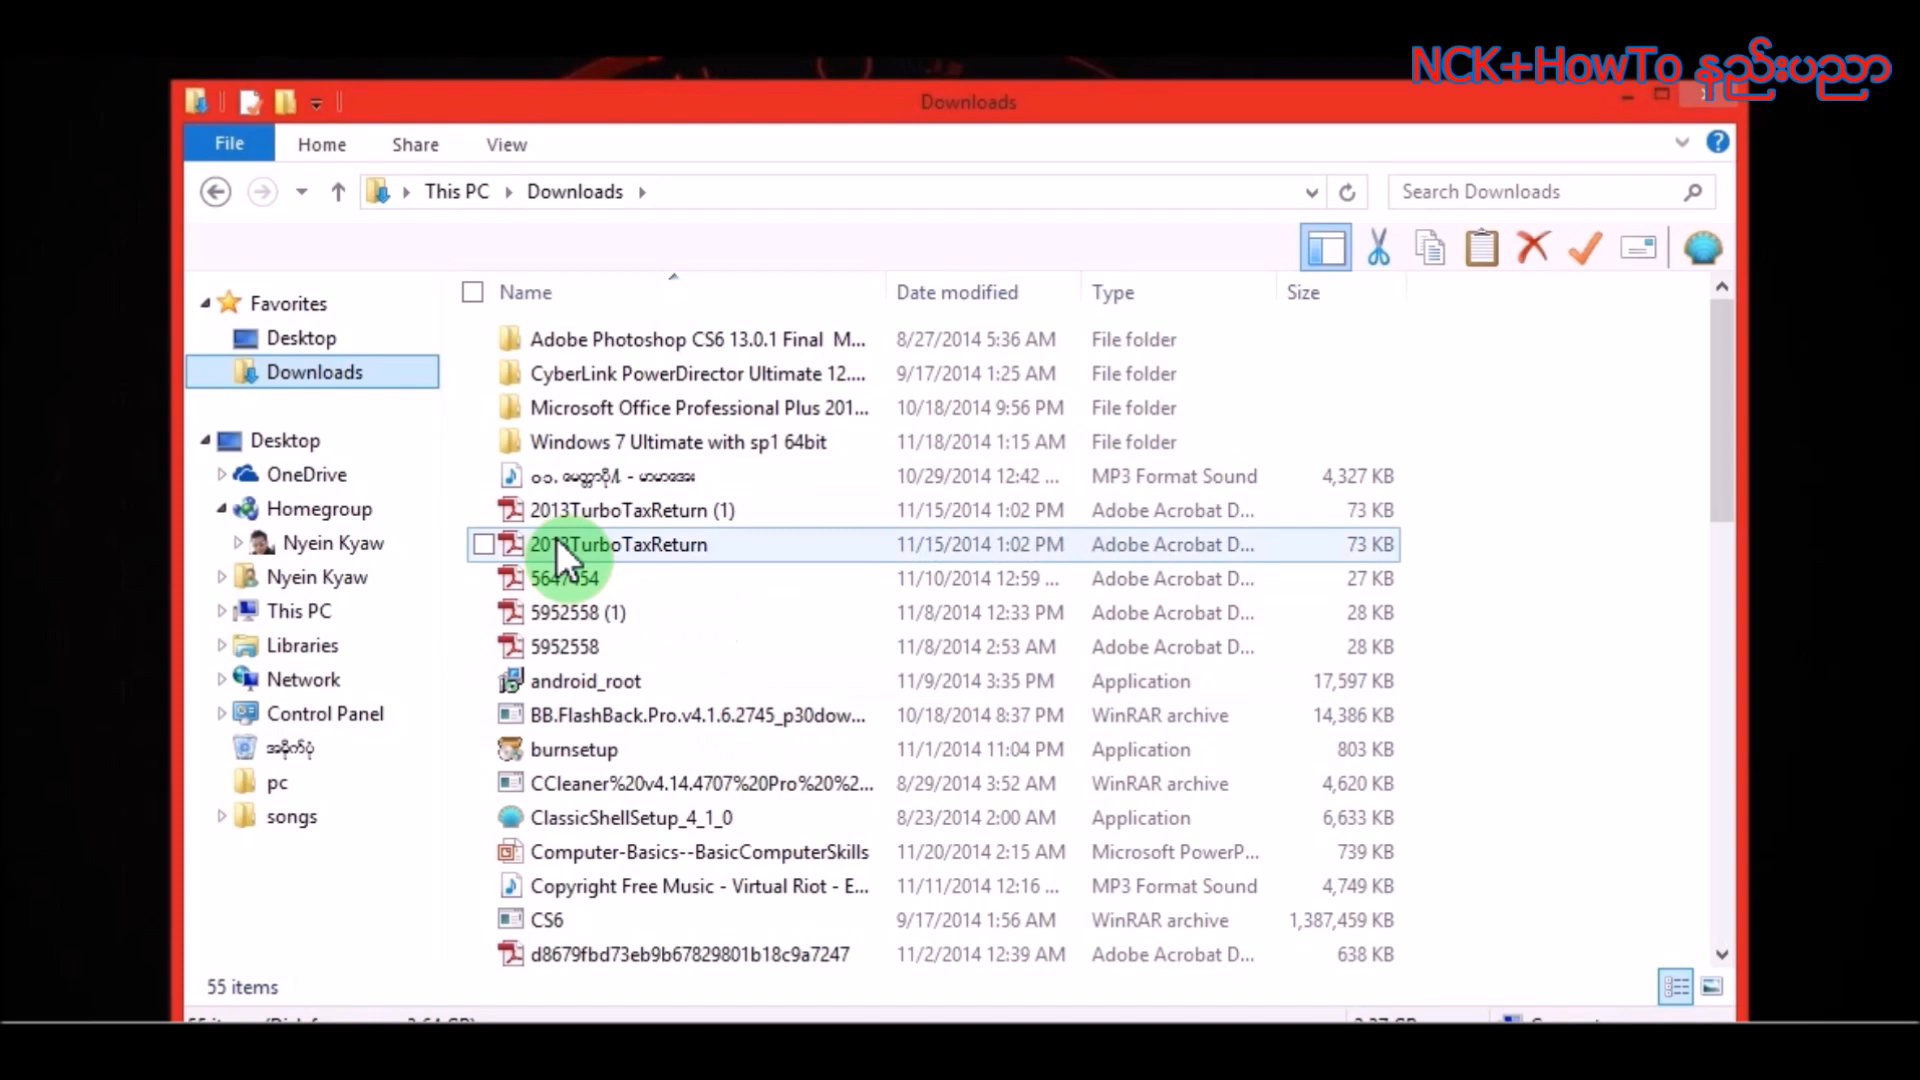 NCK+HowTo နည်းပညာ
Downloads
File Home Share View
This PC Downloads
Search Downloads
Name Date modified Type Size
Favorites
Desktop
Downloads
Desktop
OneDrive
Homegroup
Nyein Kyaw
Nyein Kyaw
This PC
Libraries
Network
Control Panel
အမှိုက်ပုံ
pc
songs
Adobe Photoshop CS6 13.0.1 Final M... 8/27/2014 5:36 AM File folder
CyberLink PowerDirector Ultimate 12.... 9/17/2014 1:25 AM File folder
Microsoft Office Professional Plus 201... 10/18/2014 9:56 PM File folder
Windows 7 Ultimate with sp1 64bit 11/18/2014 1:15 AM File folder
၀၁. - 10/29/2014 12:42 ... MP3 Format Sound 4,327 KB
2013TurboTaxReturn (1) 11/15/2014 1:02 PM Adobe Acrobat D... 73 KB
2013TurboTaxReturn 11/15/2014 1:02 PM Adobe Acrobat D... 73 KB
5647454 11/10/2014 12:59 ... Adobe Acrobat D... 27 KB
5952558 (1) 11/8/2014 12:33 PM Adobe Acrobat D... 28 KB
5952558 11/8/2014 2:53 AM Adobe Acrobat D... 28 KB
android_root 11/9/2014 3:35 PM Application 17,597 KB
BB.FlashBack.Pro.v4.1.6.2745_p30dow... 10/18/2014 8:37 PM WinRAR archive 14,386 KB
burnsetup 11/1/2014 11:04 PM Application 803 KB
CCleaner%20v4.14.4707%20Pro%20%2... 8/29/2014 3:52 AM WinRAR archive 4,620 KB
ClassicShellSetup_4_1_0 8/23/2014 2:00 AM Application 6,633 KB
Computer-Basics--BasicComputerSkills 11/20/2014 2:15 AM Microsoft PowerP... 739 KB
Copyright Free Music - Virtual Riot - E... 11/11/2014 12:16 ... MP3 Format Sound 4,749 KB
CS6 9/17/2014 1:56 AM WinRAR archive 1,387,459 KB
d8679fbd73eb9b67829801b18c9a7247 11/2/2014 12:39 AM Adobe Acrobat D... 638 KB
55 items